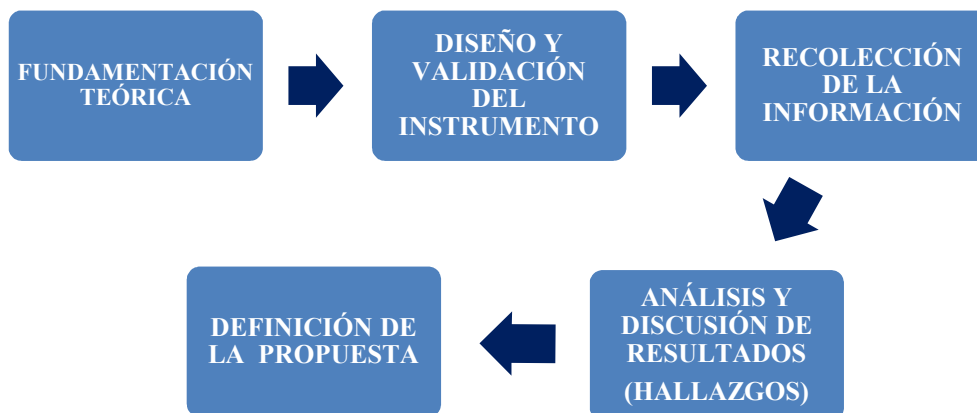 FUNDAMENTACIÓN
TEÓRICA
DISEÑO Y
VALIDACIÓN
DEL
INSTRUMENTO
RECOLECCIÓN
DE LA
INFORMACIÓN
ANÁLISIS Y
DISCUSIÓN DE
RESULTADOS
(HALLAZGOS)
DEFINICIÓN DE
LA PROPUESTA